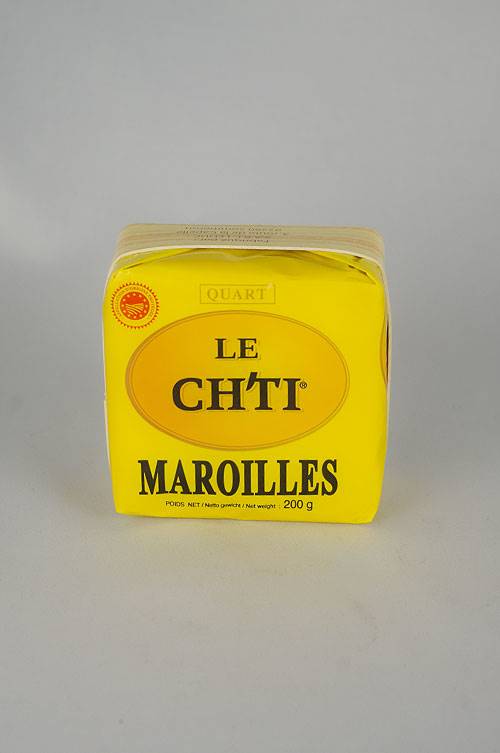 QUART
LE
CH'TI®
MAROILLES
POIDS NET / Netto gewicht / Net weight : 200 g